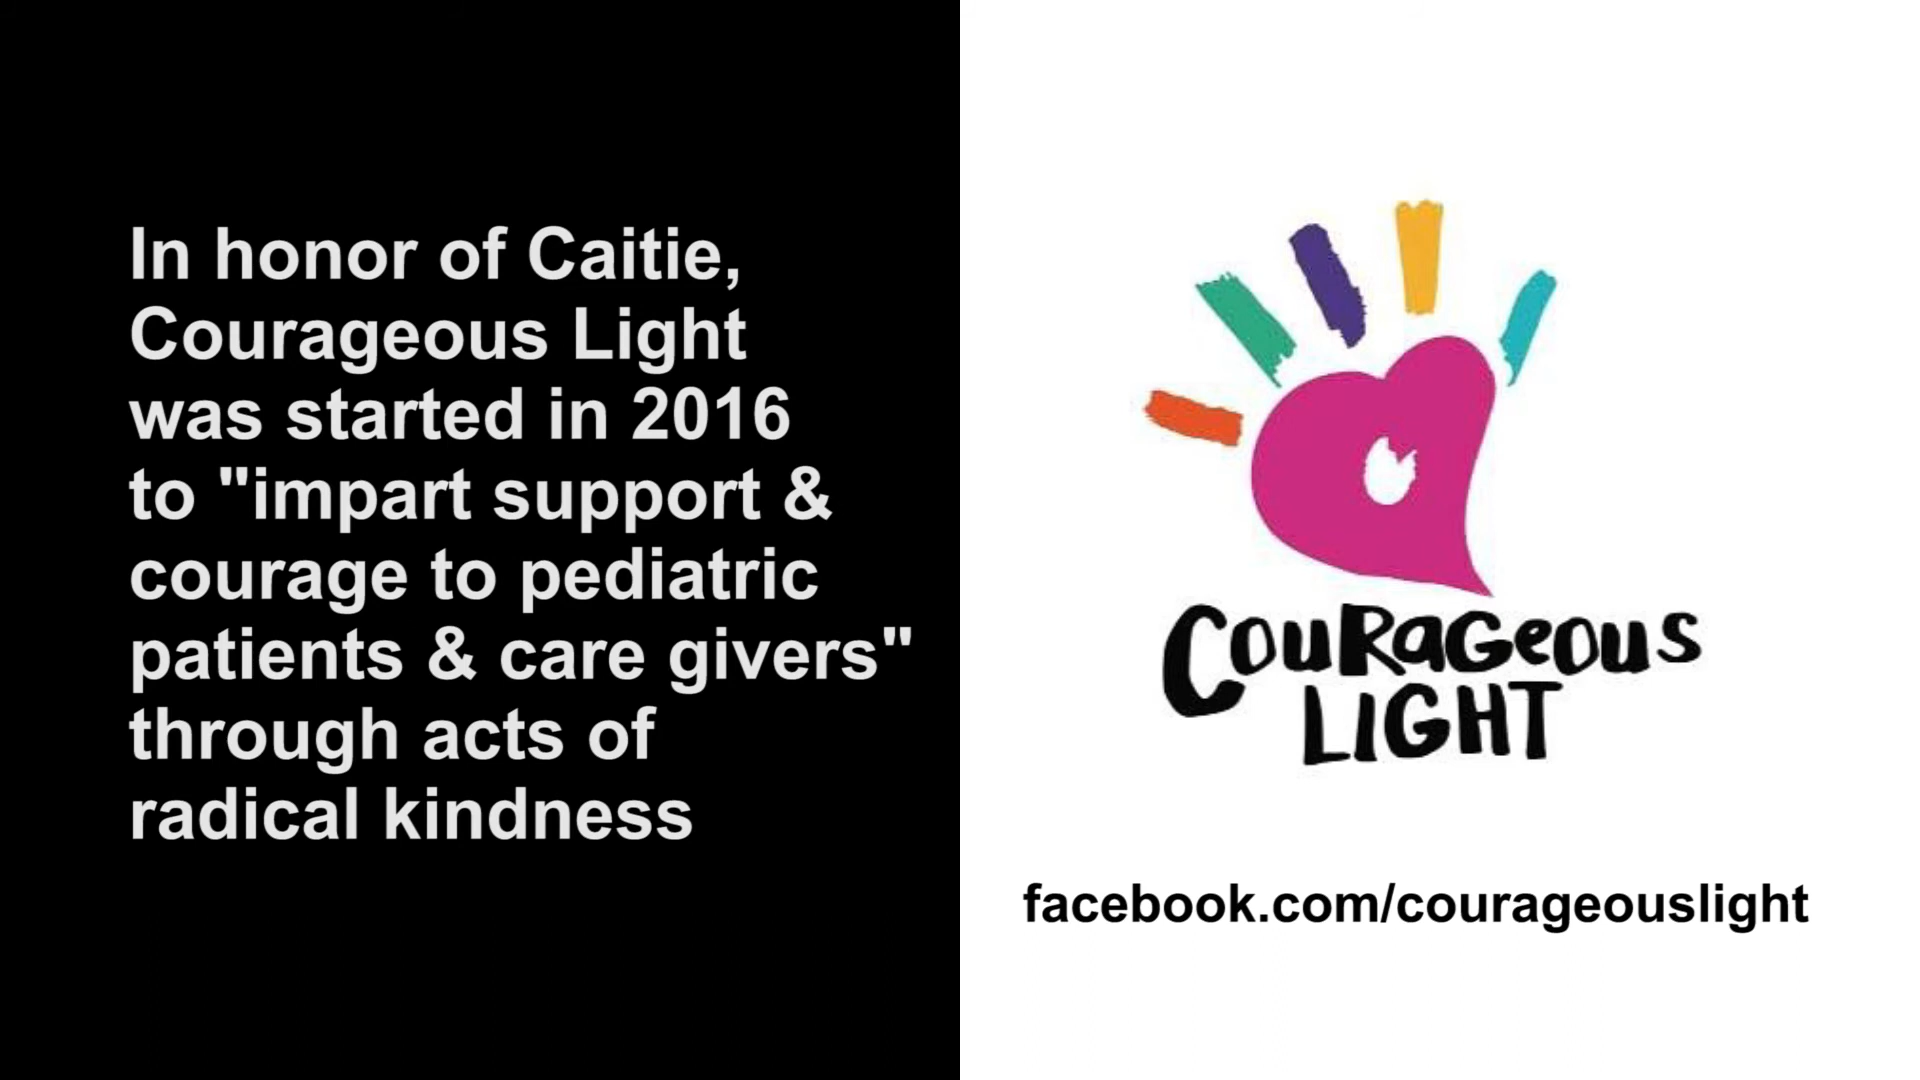 In honor of Caitie,
Courageous Light
was started in 2016
to "impart support &
courage to pediatric
patients & care givers"
through acts of
radical kindness
COURAGEOUS
LIGHT
facebook.com/courageouslight